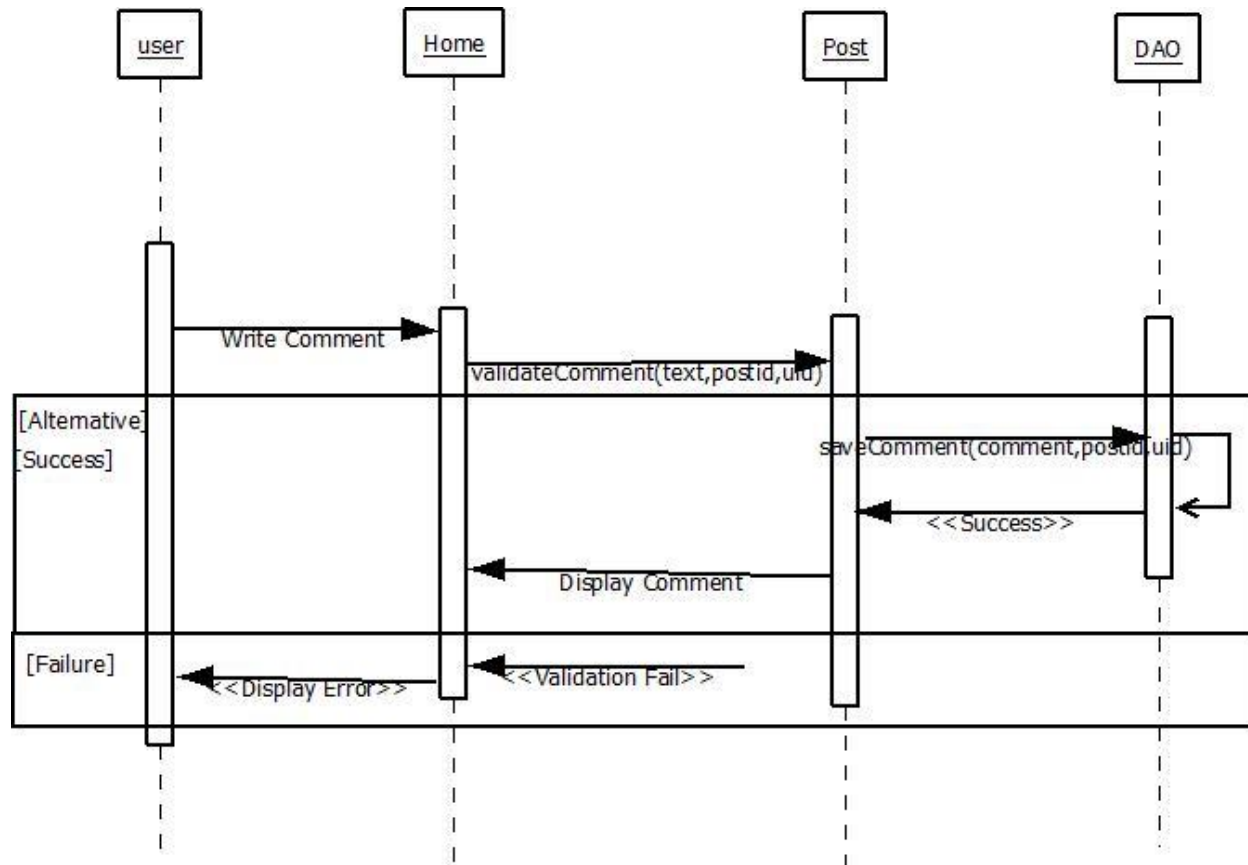 user
Home
Post
DAO
Write Comment
validateComment(text,postid,uid)
[Alternative]
saveComment(comment,postid,uid)
[Success]
<<Success>>
Display Comment
[Failure]
<<Validation Fail>>
<<Display Error>>